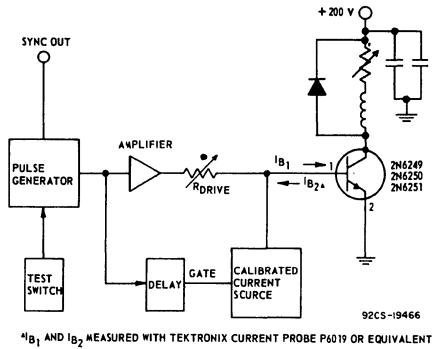 +200 V
SYNC OUT
AMPLIFIER
PULSE
GENERATOR
RDRIVE
IB1
IB2▵
1
2
2N6249
2N6250
2N6251
TEST
SWITCH
DELAY
GATE
CALIBRATED
CURRENT
SURCE
92CS-19466
▵IB1 AND IB2 MEASURED WITH TEKTRONIX CURRENT PROBE P6019 OR EQUIVALENT